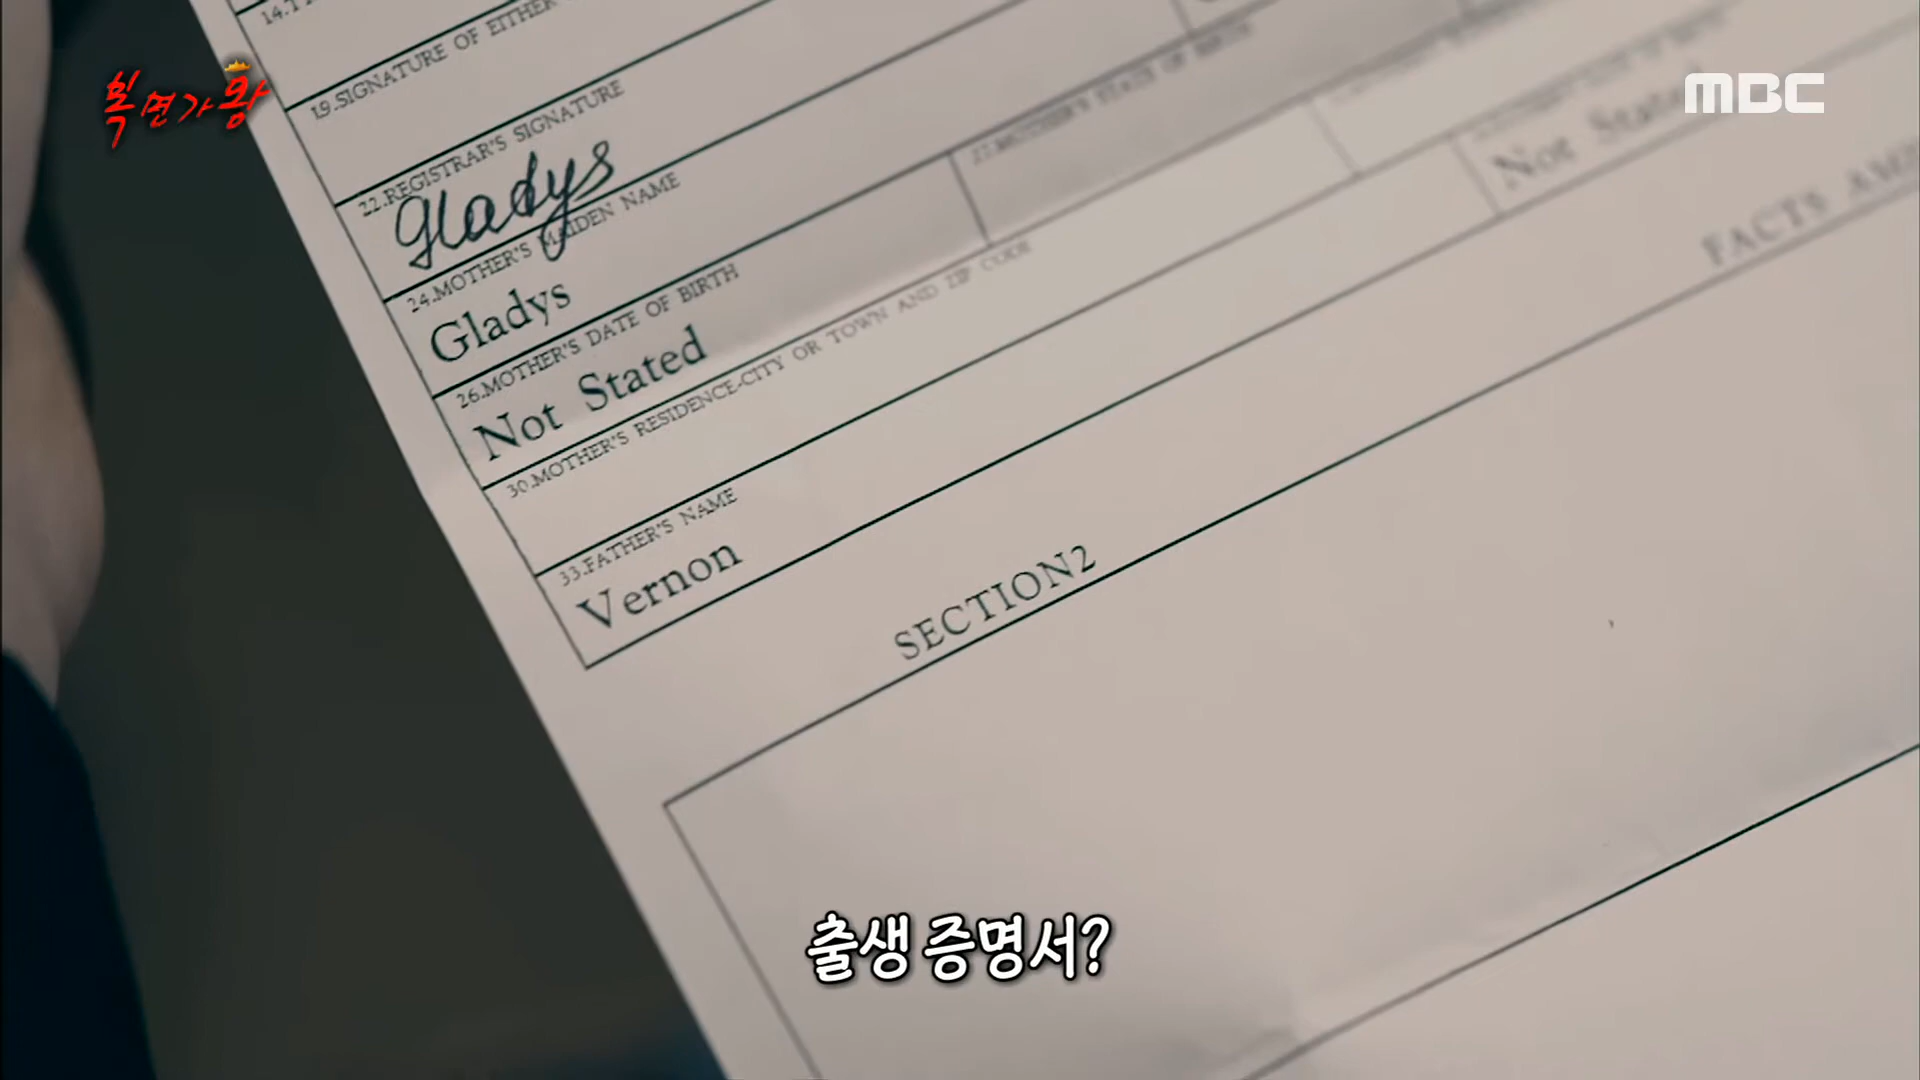 복면가왕
MBC
19.SIGNATURE OF EITHER
22.REGISTRAR'S SIGNATURE
Gladys
24.MOTHER'S MAIDEN NAME
Gladys
26.MOTHER'S DATE OF BIRTH
Not Stated
Not Stated
30.MOTHER'S RESIDENCE-CITY OR TOWN AND ZIP CODE
33.FATHER'S NAME
Vernon
SECTION2
FACTS
출생 증명서?